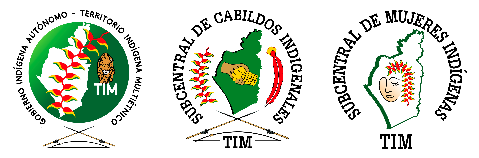 GOBIERNO INDÍGENA AUTÓNOMO - TERRITORIO INDÍGENA MULTIÉTNICO
TIM
SUBCENTRAL DE CABILDOS INDIGENALES
TIM
SUBCENTRAL DE MUJERES INDÍGENAS
TIM